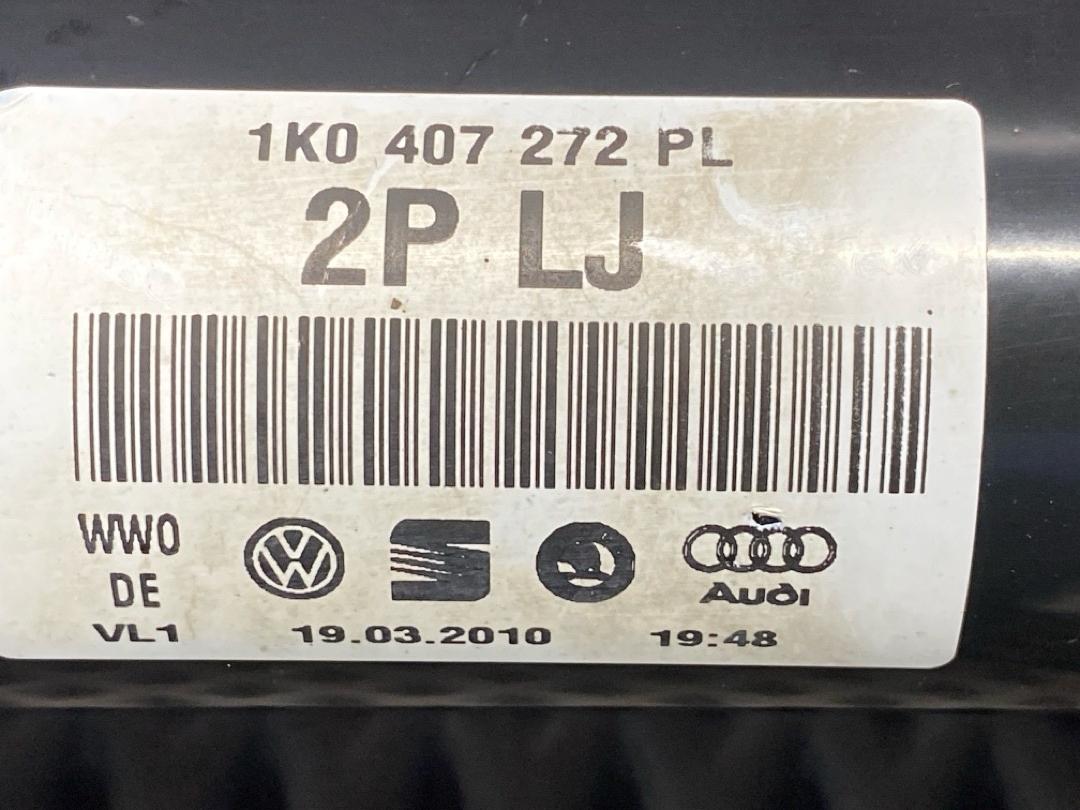 1K0 407 272 PL
2P LJ
WWO
DE
VL1
Audi
19.03.2010
19:48